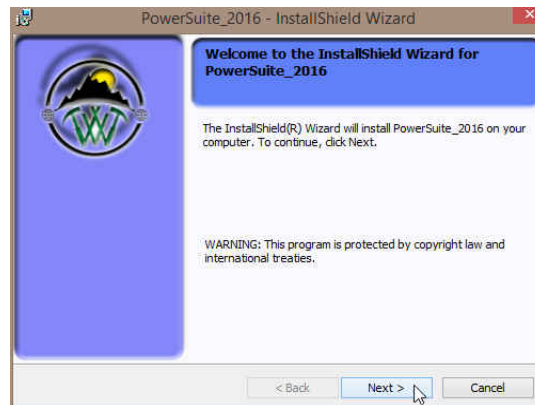 PowerSuite_2016 - InstallShield Wizard
Welcome to the InstallShield Wizard for
PowerSuite_2016
The InstallShield(R) Wizard will install PowerSuite_2016 on your
computer. To continue, click Next.
WARNING: This program is protected by copyright law and
international treaties.
< Back
Next >
Cancel